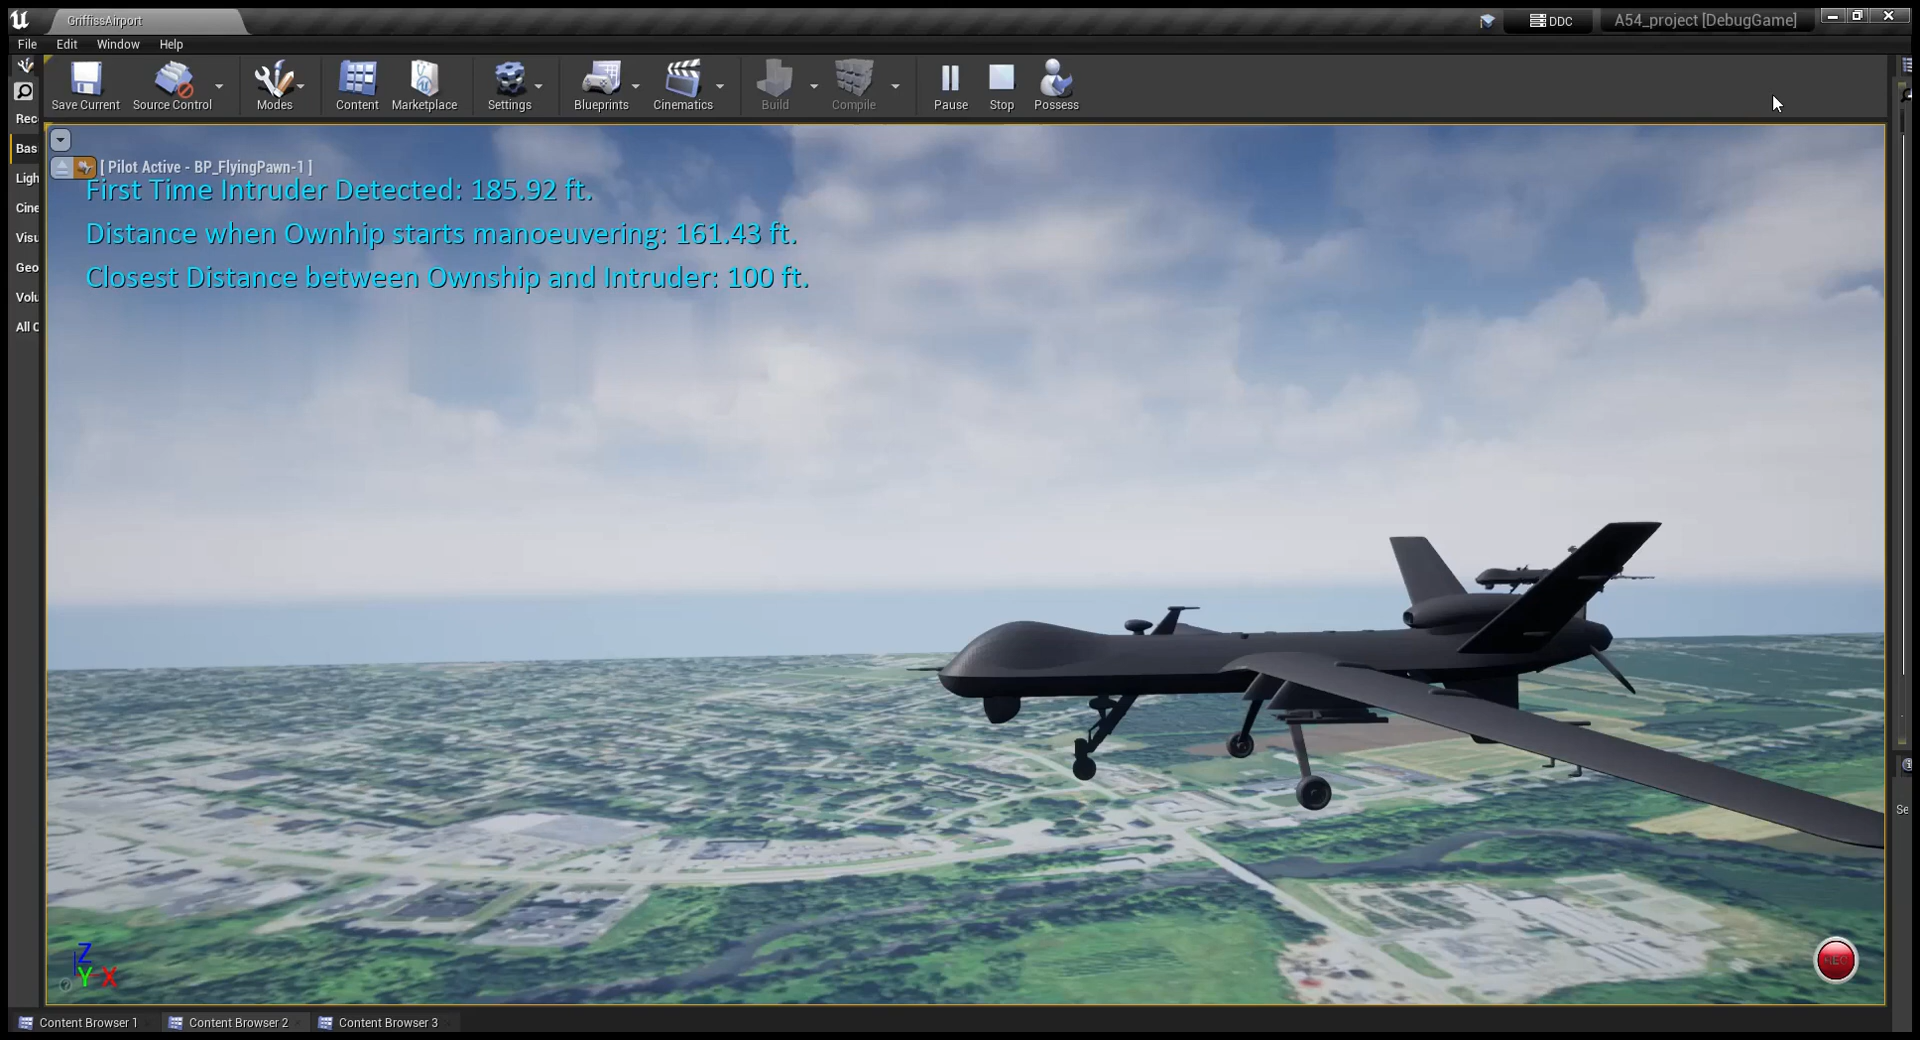 GriffissAirport
DDC
A54_project [DebugGame]
File Edit Window Help
Save Current Source Control Modes Content Marketplace Settings Blueprints Cinematics Build Compile Pause Stop Possess
Rec
Bas
[ Pilot Active - BP_FlyingPawn-1 ]
Ligh
First Time Intruder Detected: 185.92 ft.
Cine
Distance when Ownhip starts manoeuvering: 161.43 ft.
Visu
Geo
Closest Distance between Ownship and Intruder: 100 ft.
Volu
All C
Se
Z
Y X
REC
Content Browser 1 Content Browser 2 Content Browser 3